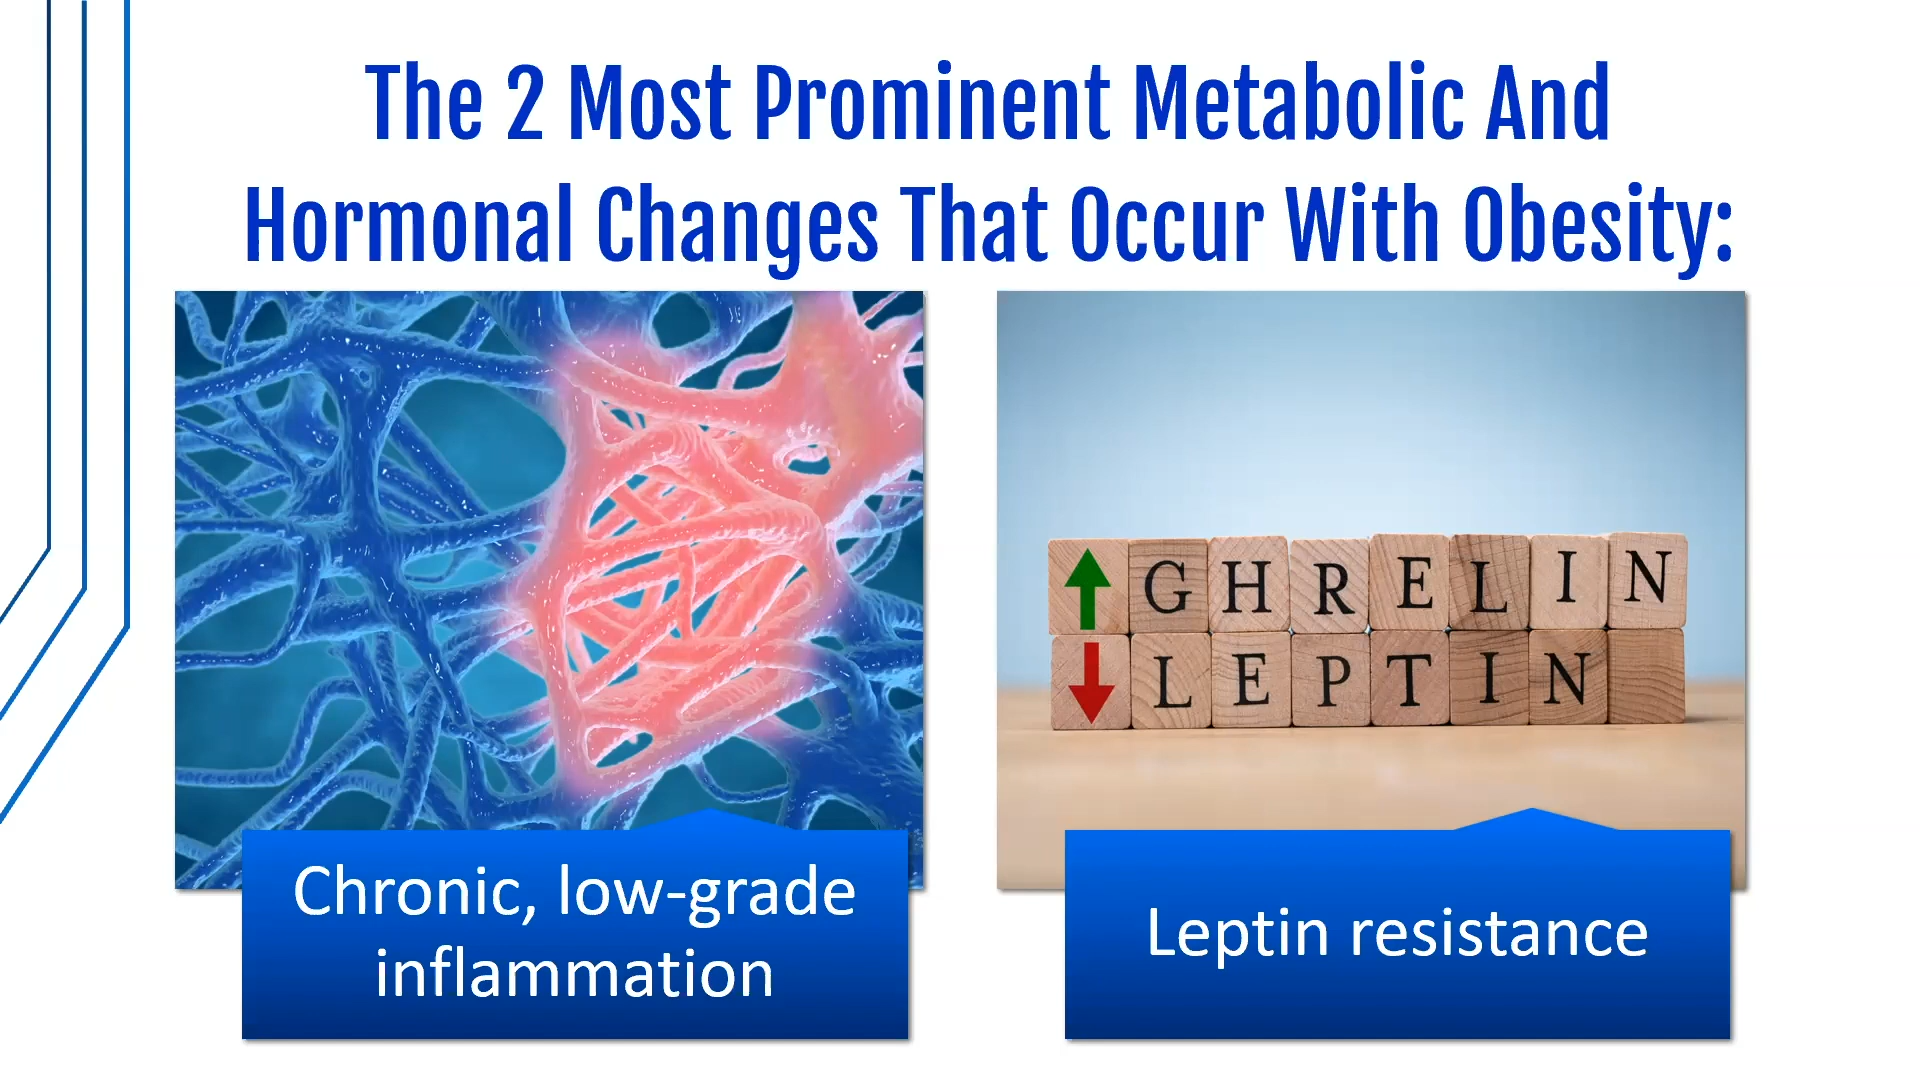 The 2 Most Prominent Metabolic And
Hormonal Changes That Occur With Obesity:
GHRELIN
LEPTIN
Chronic, low-grade
inflammation
Leptin resistance